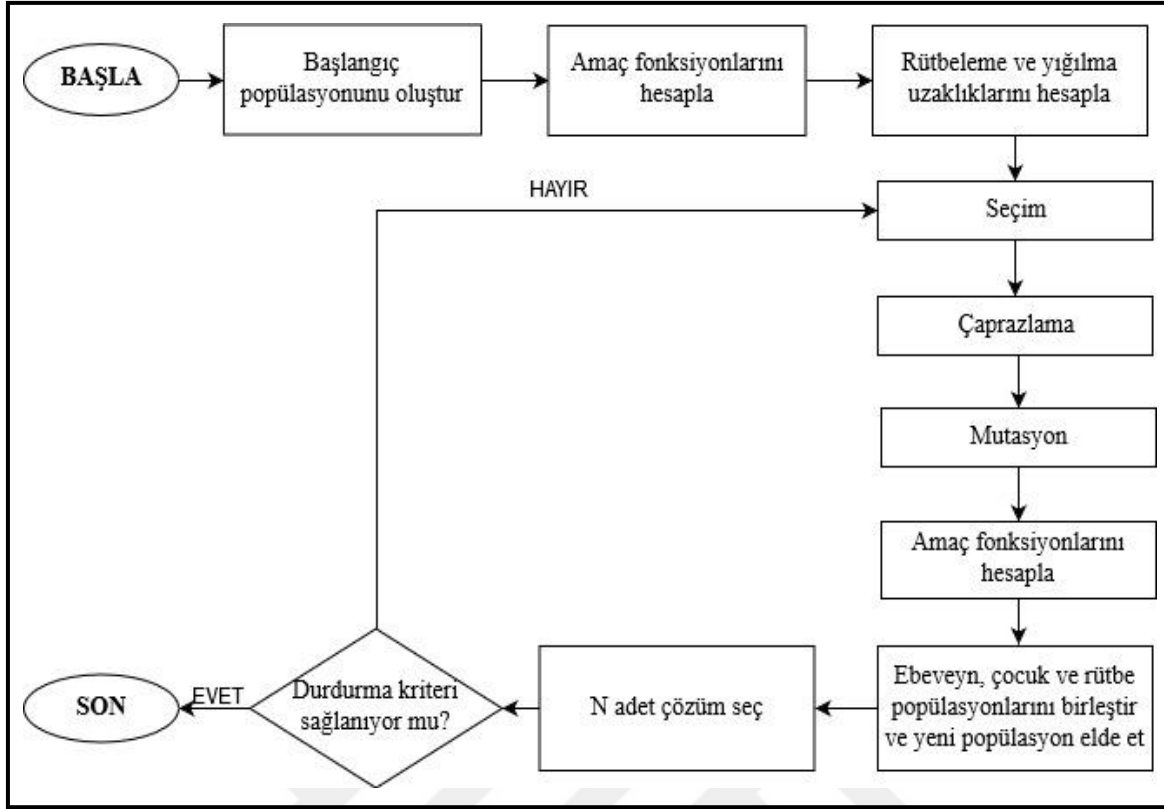 BAŞLA
Başlangıç
popülasyonunu oluştur
Amaç fonksiyonlarını
hesapla
Rütbeleme ve yığılma
uzaklıklarını hesapla
HAYIR
Seçim
Çaprazlama
Mutasyon
Amaç fonksiyonlarını
hesapla
Ebeveyn, çocuk ve rütbe
popülasyonlarını birleştir
ve yeni popülasyon elde et
N adet çözüm seç
Durdurma kriteri
sağlanıyor mu?
EVET
SON